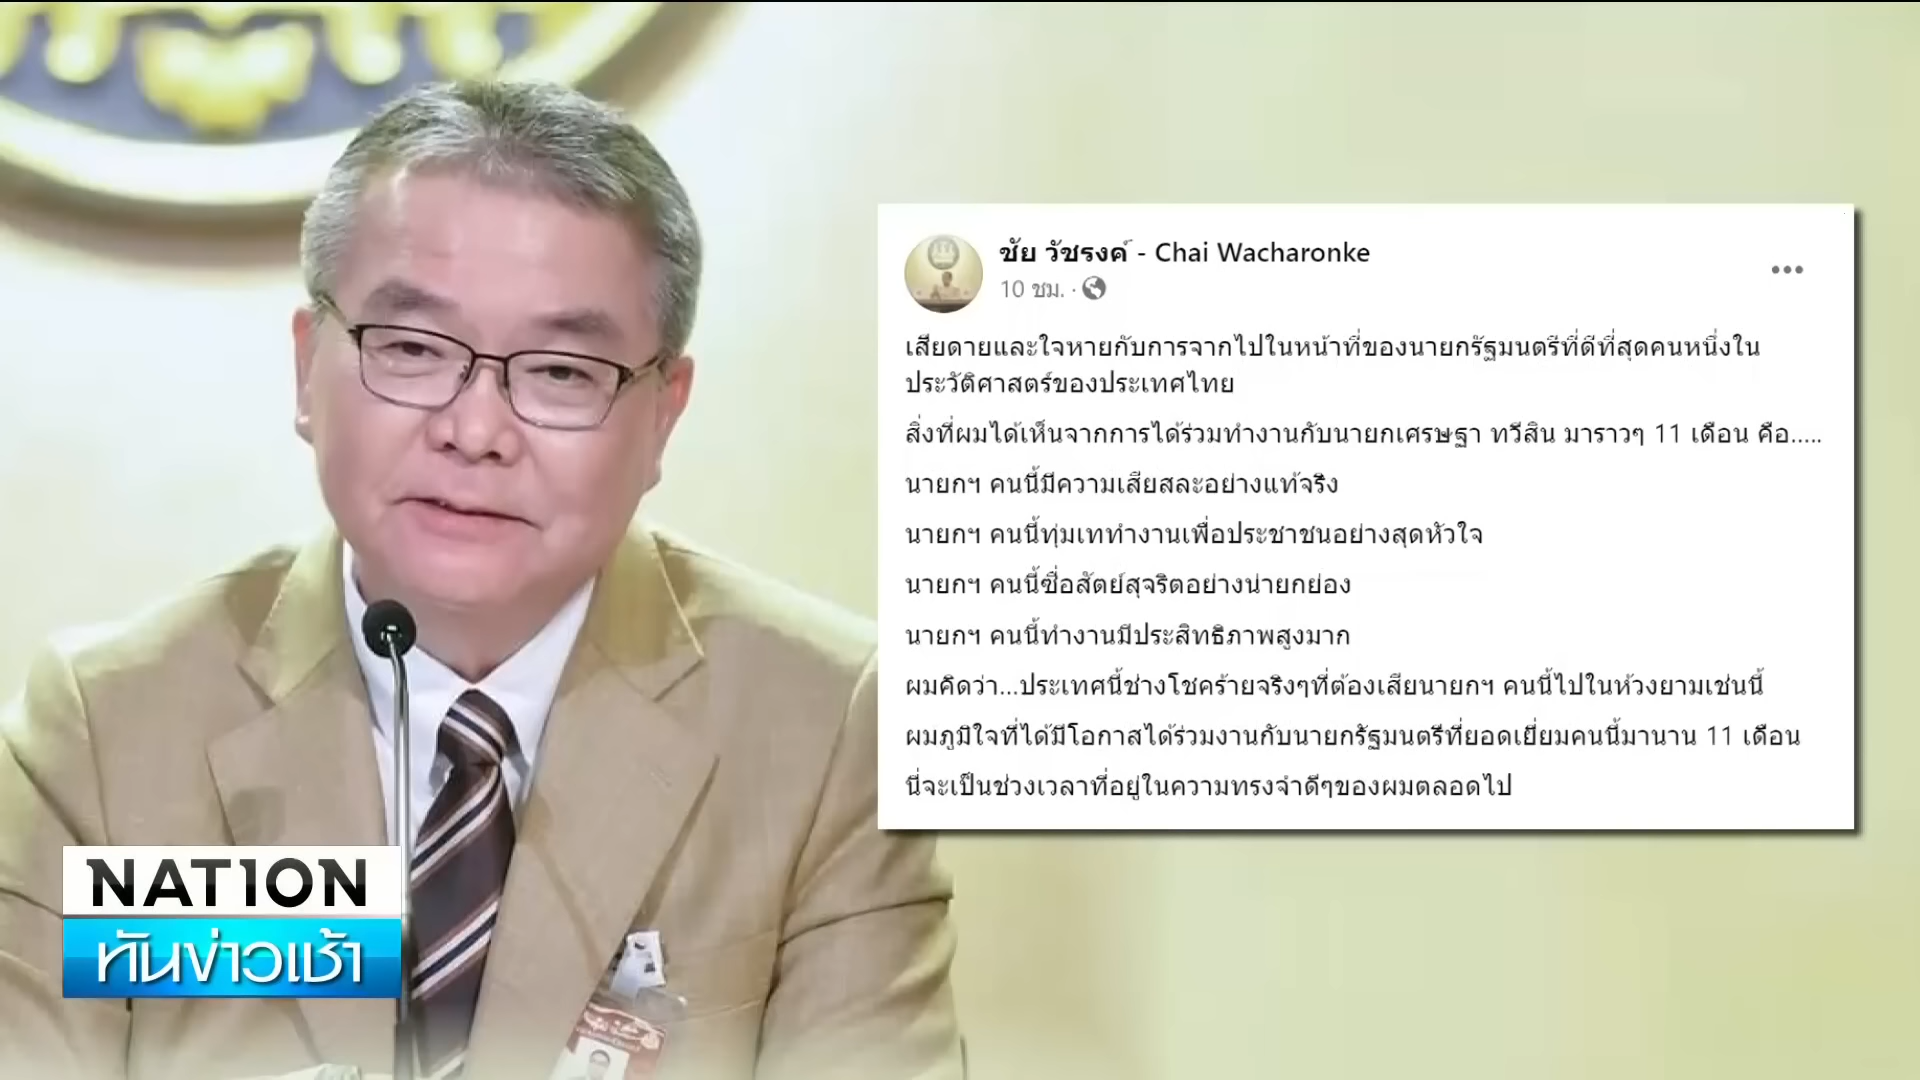 ชัย วัชรงค์ - Chai Wacharonke
10 ชม. ·
เสียดายและใจหายกับการจากไปในหน้าที่ของนายกรัฐมนตรีที่ดีที่สุดคนหนึ่งใน
ประวัติศาสตร์ของประเทศไทย
สิ่งที่ผมได้เห็นจากการได้ร่วมทำงานกับนายกเศรษฐา ทวีสิน มาราวๆ 11 เดือน คือ.....
นายกฯ คนนี้มีความเสียสละอย่างแท้จริง
นายกฯ คนนี้ทุ่มเททำงานเพื่อประชาชนอย่างสุดหัวใจ
นายกฯ คนนี้ซื่อสัตย์สุจริตอย่างน่ายกย่อง
นายกฯ คนนี้ทำงานมีประสิทธิภาพสูงมาก
ผมคิดว่า...ประเทศนี้ช่างโชคร้ายจริงๆที่ต้องเสียนายกฯ คนนี้ไปในห้วงยามเช่นนี้
ผมภูมิใจที่ได้มีโอกาสได้ร่วมงานกับนายกรัฐมนตรีที่ยอดเยี่ยมคนนี้มานาน 11 เดือน
นี่จะเป็นช่วงเวลาที่อยู่ในความทรงจำดีๆของผมตลอดไป
NATION
ทันข่าวเช้า